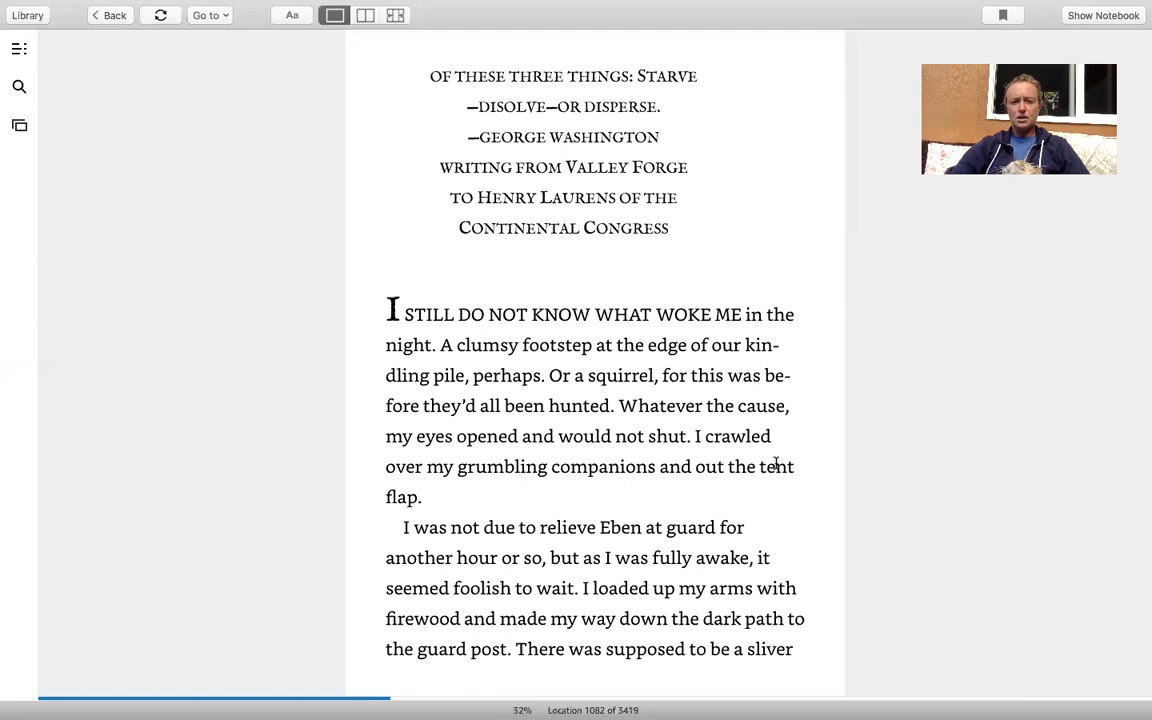 Library
Back
Go to
Aa
Show Notebook
OF THESE THREE THINGS: STARVE
—DISOLVE—OR DISPERSE.
—GEORGE WASHINGTON
WRITING FROM VALLEY FORGE
TO HENRY LAURENS OF THE
CONTINENTAL CONGRESS
I STILL DO NOT KNOW WHAT WOKE ME in the
night. A clumsy footstep at the edge of our kin-
dling pile, perhaps. Or a squirrel, for this was be-
fore they’d all been hunted. Whatever the cause,
my eyes opened and would not shut. I crawled
over my grumbling companions and out the tent
flap.
I was not due to relieve Eben at guard for
another hour or so, but as I was fully awake, it
seemed foolish to wait. I loaded up my arms with
firewood and made my way down the dark path to
the guard post. There was supposed to be a sliver
32% Location 1082 of 3419